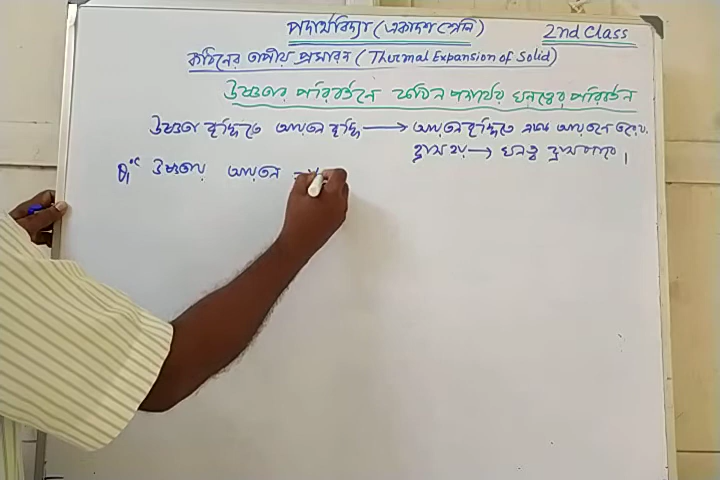 পদার্থবিদ্যা (একাদশ শ্রেণি) 2nd Class
কঠিনের তাপীয় প্রসারণ (Thermal Expansion of Solid)
উষ্ণতার পরিবর্তনে কঠিন পদার্থের ঘনত্বের পরিবর্তন
উষ্ণতা বৃদ্ধিতে আয়তন বৃদ্ধি → আয়তন বৃদ্ধিতে একক আয়তনে ভরের
হ্রাস হয় → ঘনত্ব হ্রাস পাবে।
θ₁°C উষ্ণতায় আয়তন =